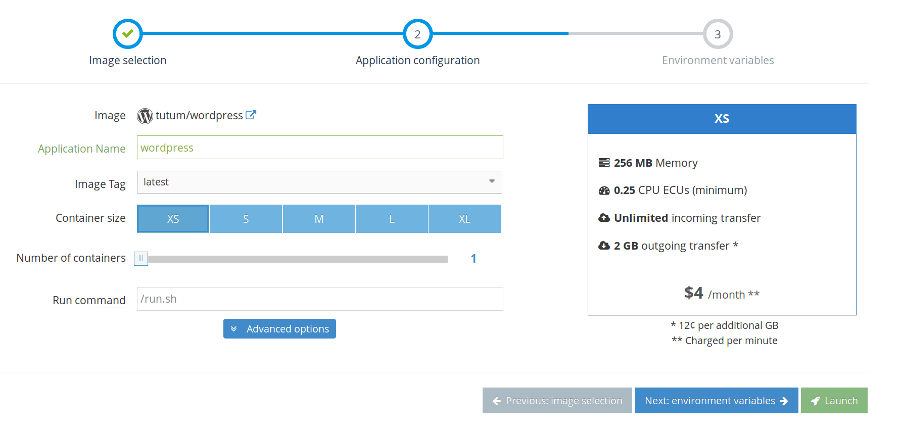 2
3
Image selection
Application configuration
Environment variables
Image
tutum/wordpress
Application Name
wordpress
Image Tag
latest
Container size
XS
S
M
L
XL
Number of containers
1
Run command
/run.sh
Advanced options
XS
256 MB Memory
0.25 CPU ECUs (minimum)
Unlimited incoming transfer
2 GB outgoing transfer *
$4 /month **
* 12¢ per additional GB
** Charged per minute
Previous: image selection
Next: environment variables
Launch